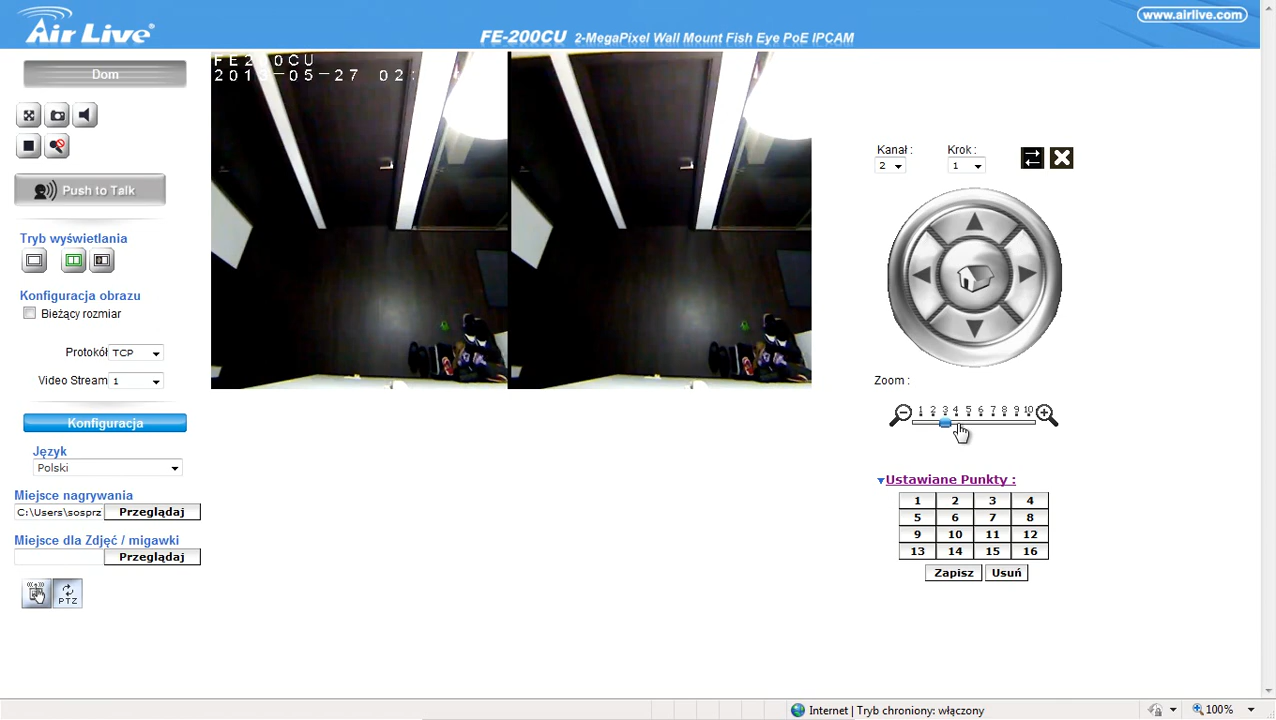 Air Live®
www.airlive.com
FE-200CU 2-MegaPixel Wall Mount Fish Eye PoE IPCAM
Dom
FE200CU
02:
Push to Talk
Tryb wyświetlania
Konfiguracja obrazu
Bieżący rozmiar
Protokół TCP
Video Stream 1
Konfiguracja
Język
Polski
Miejsce nagrywania
C:\Users\sosprz Przeglądaj
Miejsce dla Zdjęć / migawki
Przeglądaj
PTZ
Kanał : Krok :
2 1
Zoom :
1 2 3 4 5 6 7 8 9 10
Ustawiane Punkty :
1 2 3 4
5 6 7 8
9 10 11 12
13 14 15 16
Zapisz Usuń
Internet | Tryb chroniony: włączony
100%